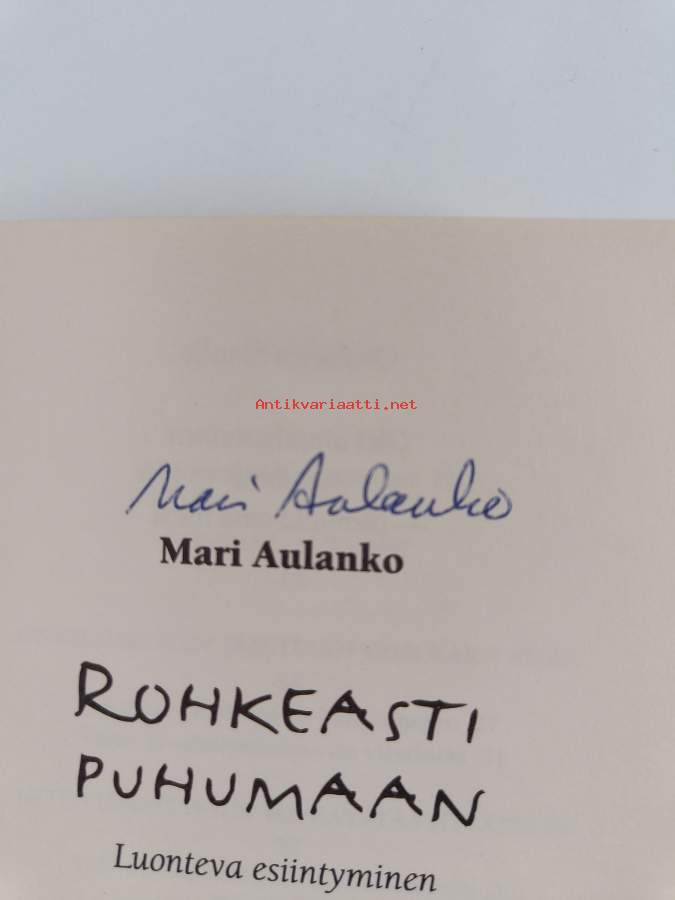 Antikvariaatti.net
Mari Aulanko
Mari Aulanko
ROHKEASTI
PUHUMAAN
Luonteva esiintyminen